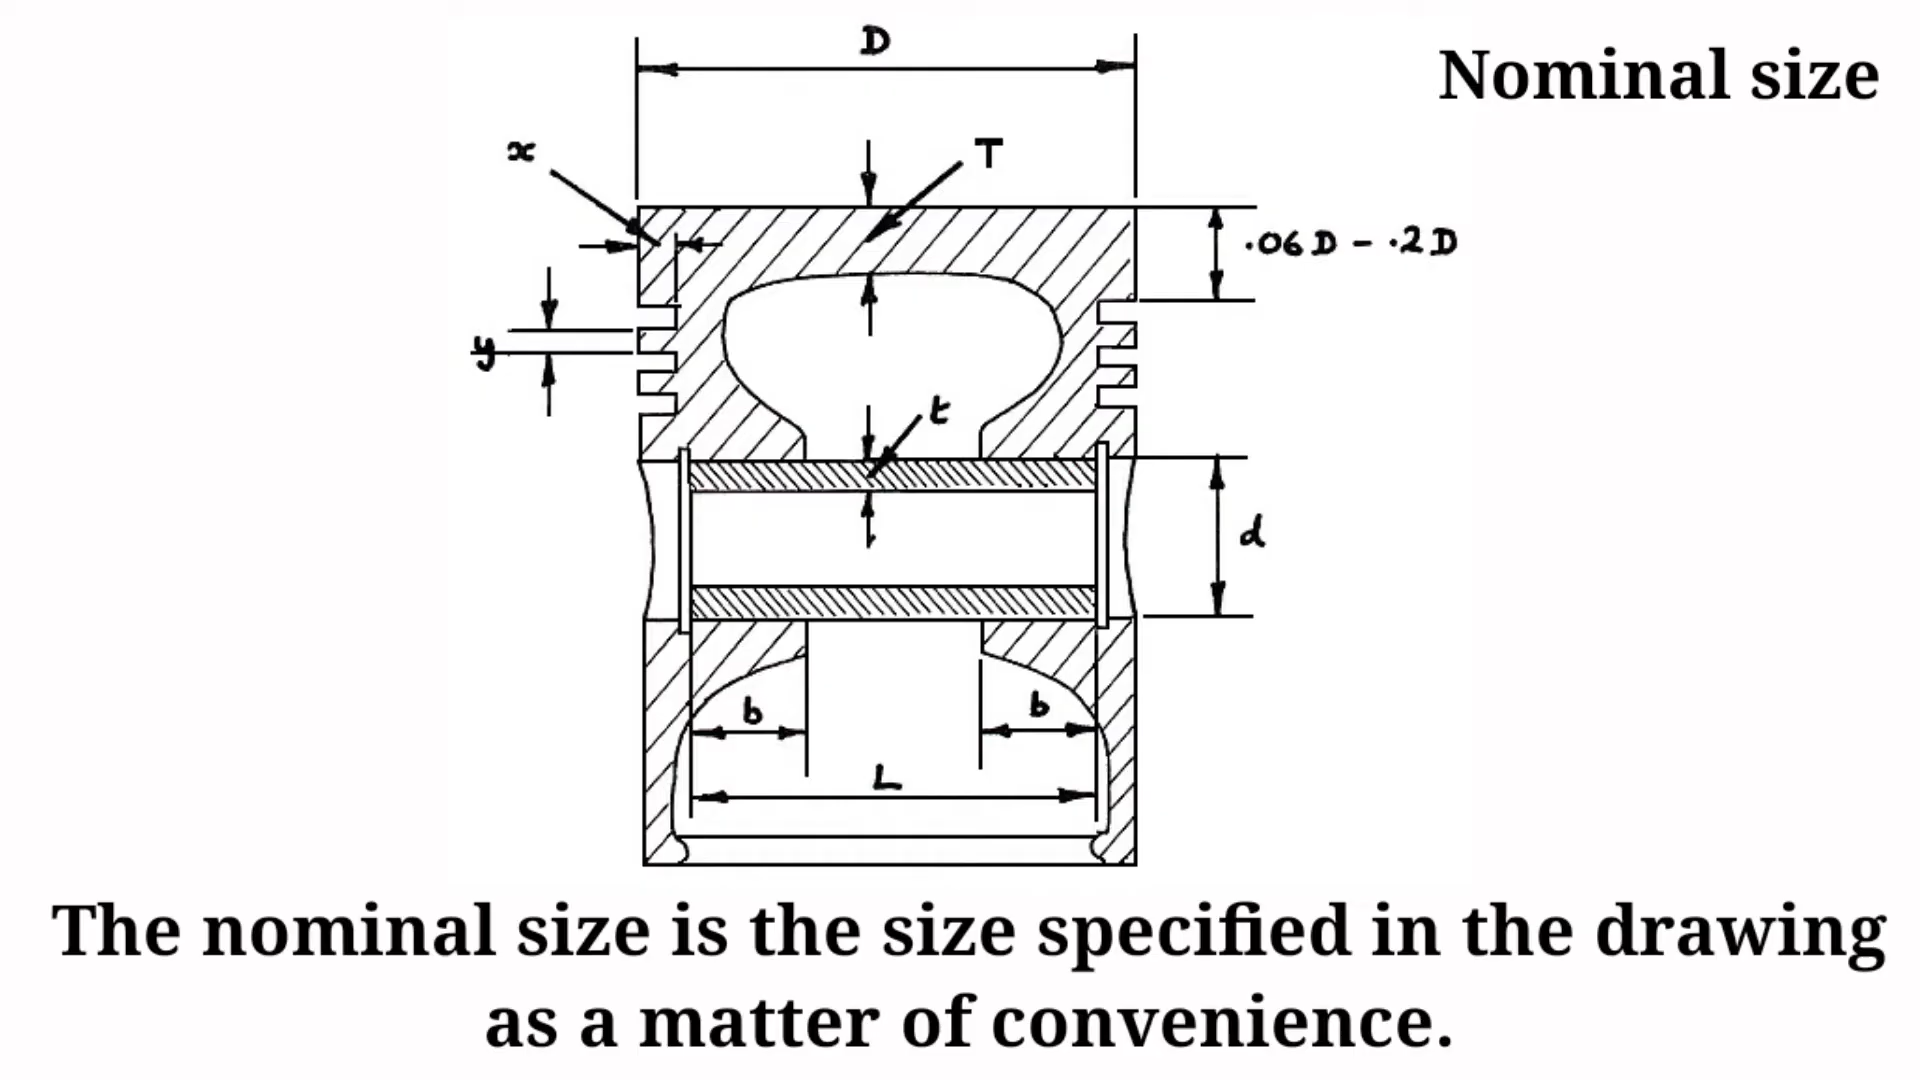 Nominal size
D
x
T
.06D - .2D
y
t
d
b
b
L
The nominal size is the size specified in the drawing
as a matter of convenience.